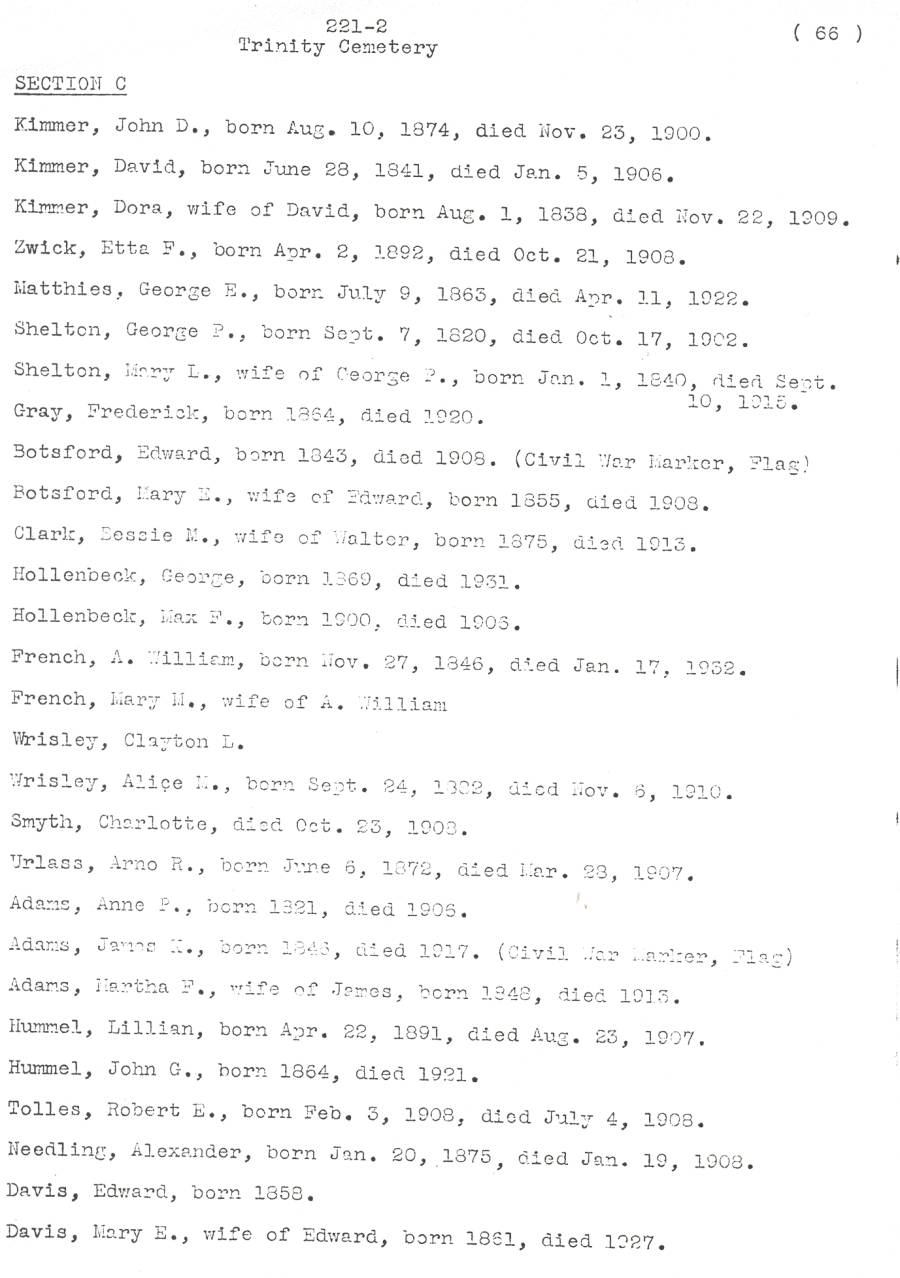 221-2
( 66 )
Trinity Cemetery
SECTION C
Kimmer, John D., born Aug. 10, 1874, died Nov. 23, 1900.
Kimmer, David, born June 28, 1841, died Jan. 5, 1906.
Kimmer, Dora, wife of David, born Aug. 1, 1838, died Nov. 22, 1909.
Zwick, Etta F., born Apr. 2, 1892, died Oct. 21, 1908.
Matthies, George E., born July 9, 1863, died Apr. 11, 1922.
Shelton, George P., born Sept. 7, 1820, died Oct. 17, 1902.
Shelton, Mary L., wife of George P., born Jan. 1, 1840, died Sept.
10, 1915.
Gray, Frederick, born 1864, died 1920.
Botsford, Edward, born 1843, died 1908. (Civil War Marker, Flag)
Botsford, Mary E., wife of Edward, born 1855, died 1908.
Clark, Bessie M., wife of Walter, born 1875, died 1913.
Hollenbeck, George, born 1869, died 1931.
Hollenbeck, Max F., born 1900, died
French, A. William, born Nov. 27, 1846, died Jan. 17, 1932.
French, Mary M., wife of A. William
Wrisley, Clayton L.
Wrisley, Alice M., born Sept. 24, died Nov. 6, 1910.
Smyth, Charlotte, died Oct. 23, 1908.
Urlass, Arno R., born June 6, 1872, died Mar. 28, 1907.
Adams, Anne P., born 1821, died 1906.
Adams, James born died 1917. (Civil War Marker, Flag)
Adams, Martha F., wife of James, born 1848, died 1913.
Hummel, Lillian, born Apr. 22, 1891, died Aug. 23, 1907.
Hummel, John G., born 1864, died 1921.
Tolles, Robert E., born Feb. 3, 1908, died July 4, 1908.
Needling, Alexander, born Jan. 20, 1875, died Jan. 19, 1908.
Davis, Edward, born 1858.
Davis, Mary E., wife of Edward, born 1861, died 1927.